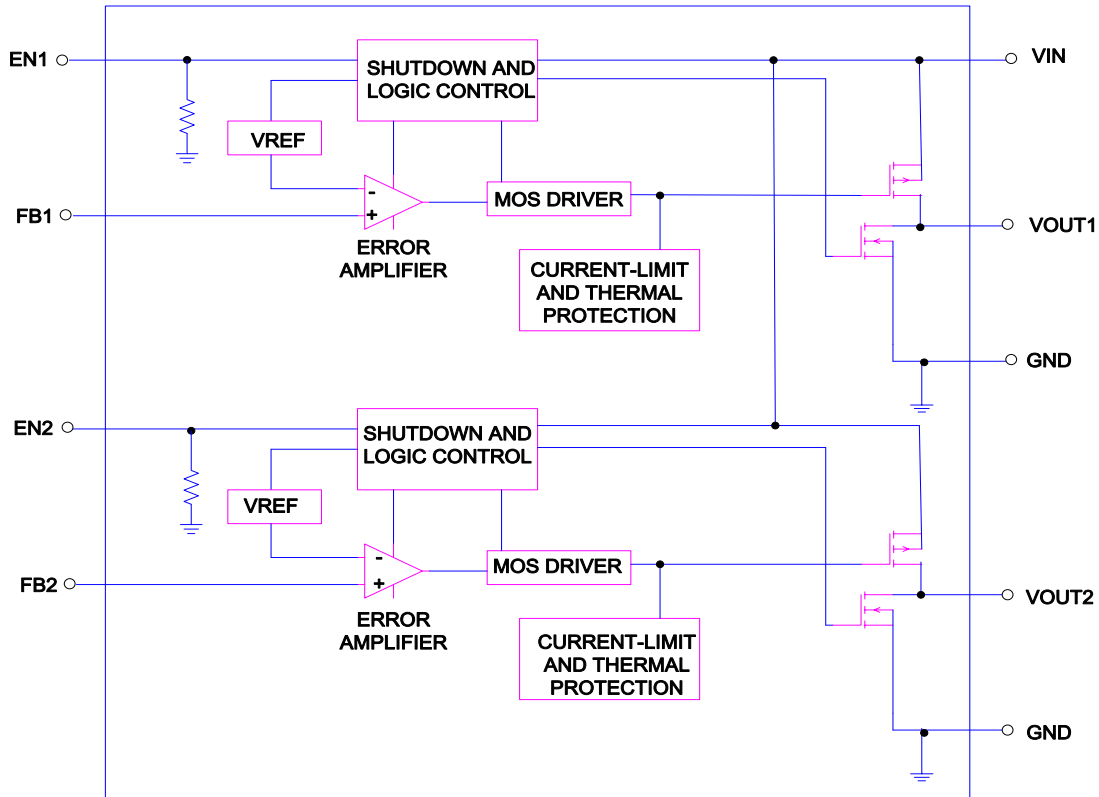 EN1
SHUTDOWN AND
LOGIC CONTROL
VIN
VREF
-
+
MOS DRIVER
FB1
VOUT1
ERROR
AMPLIFIER
CURRENT-LIMIT
AND THERMAL
PROTECTION
GND
EN2
SHUTDOWN AND
LOGIC CONTROL
VREF
-
+
MOS DRIVER
FB2
VOUT2
ERROR
AMPLIFIER
CURRENT-LIMIT
AND THERMAL
PROTECTION
GND